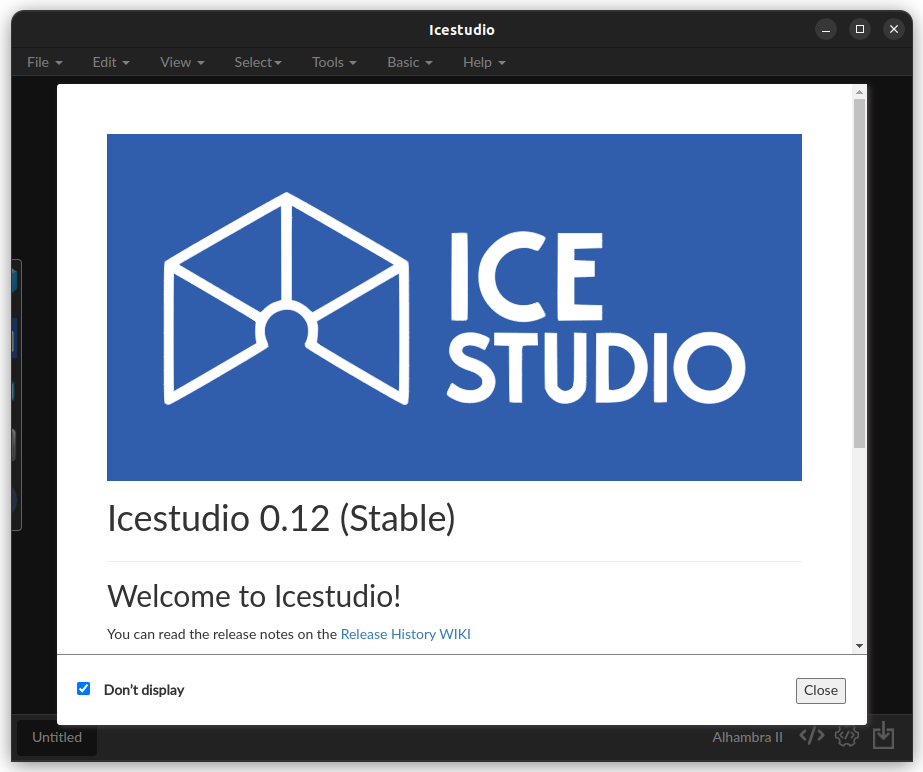 Icestudio
File Edit View Select Tools Basic Help
ICE
STUDIO
Icestudio 0.12 (Stable)
Welcome to Icestudio!
You can read the release notes on the Release History WIKI
Don't display
Close
Untitled
Alhambra II